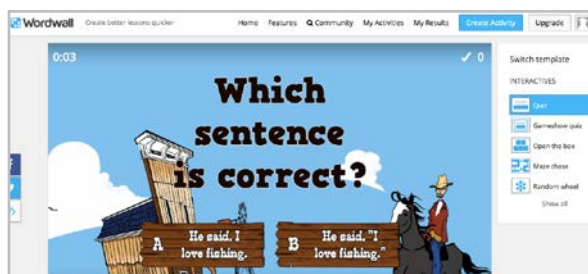 Wordwall Create better lessons quicker Home Features Community My Activities My Results Create Activity Upgrade
0:03 ✓ 0
Which
sentence
is correct?
A He said, I
love fishing.
B He said, "I
love fishing."
Switch template
INTERACTIVES
Quiz
Gameshow quiz
Open the box
Maze chase
Random wheel
Show all